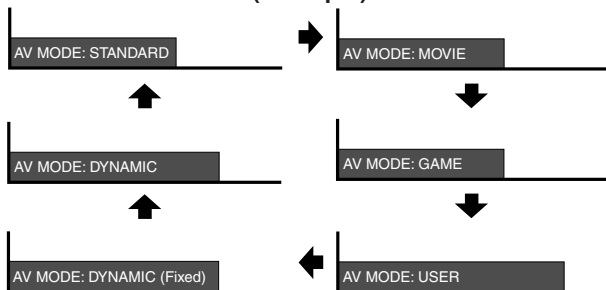 AV MODE: STANDARD
AV MODE: MOVIE
AV MODE: DYNAMIC
AV MODE: GAME
AV MODE: DYNAMIC (Fixed)
AV MODE: USER